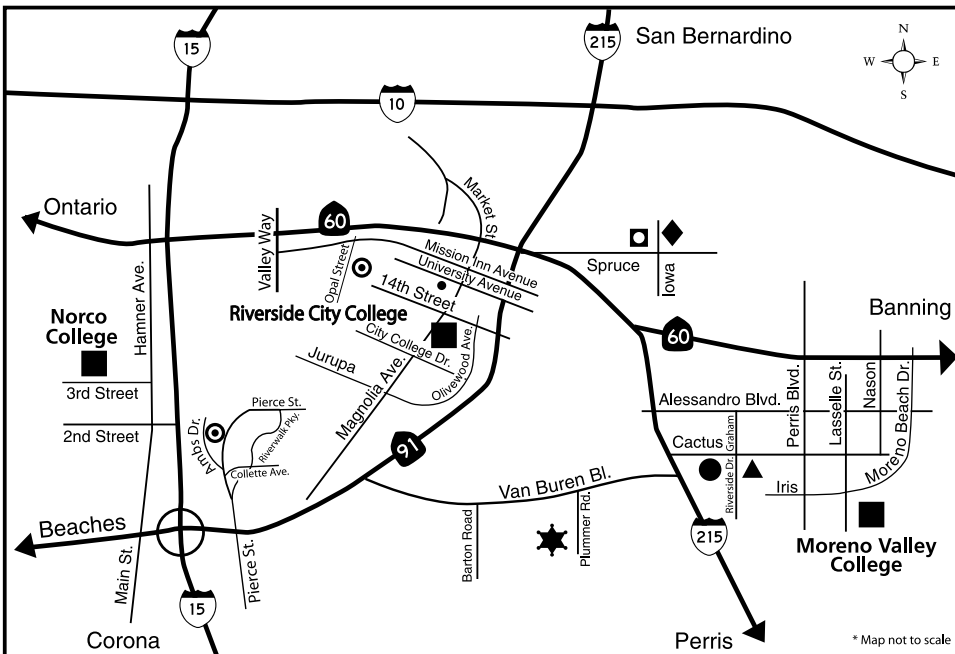 15
215
San Bernardino
N
W
E
S
10
Market St
Ontario
60
Valley Way
Opal Street
Mission Inn Avenue
University Avenue
14th Street
Spruce
Iowa
Hamner Ave.
Norco
College
Riverside City College
City College Dr.
Olivewood Ave.
Jurupa
Magnolia Ave.
Banning
60
Perris Blvd.
Lasselle St.
Nason
Moreno Beach Dr.
3rd Street
2nd Street
Pierce St.
Riverwalk Pky.
Arnbs Dr.
Collette Ave.
91
Alessandro Blvd.
Graham
Cactus
Riverside Dr.
Iris
Van Buren Bl.
Barton Road
Plummer Rd.
Beaches
Main St.
Pierce St.
215
Moreno Valley
College
15
Corona
Perris
* Map not to scale